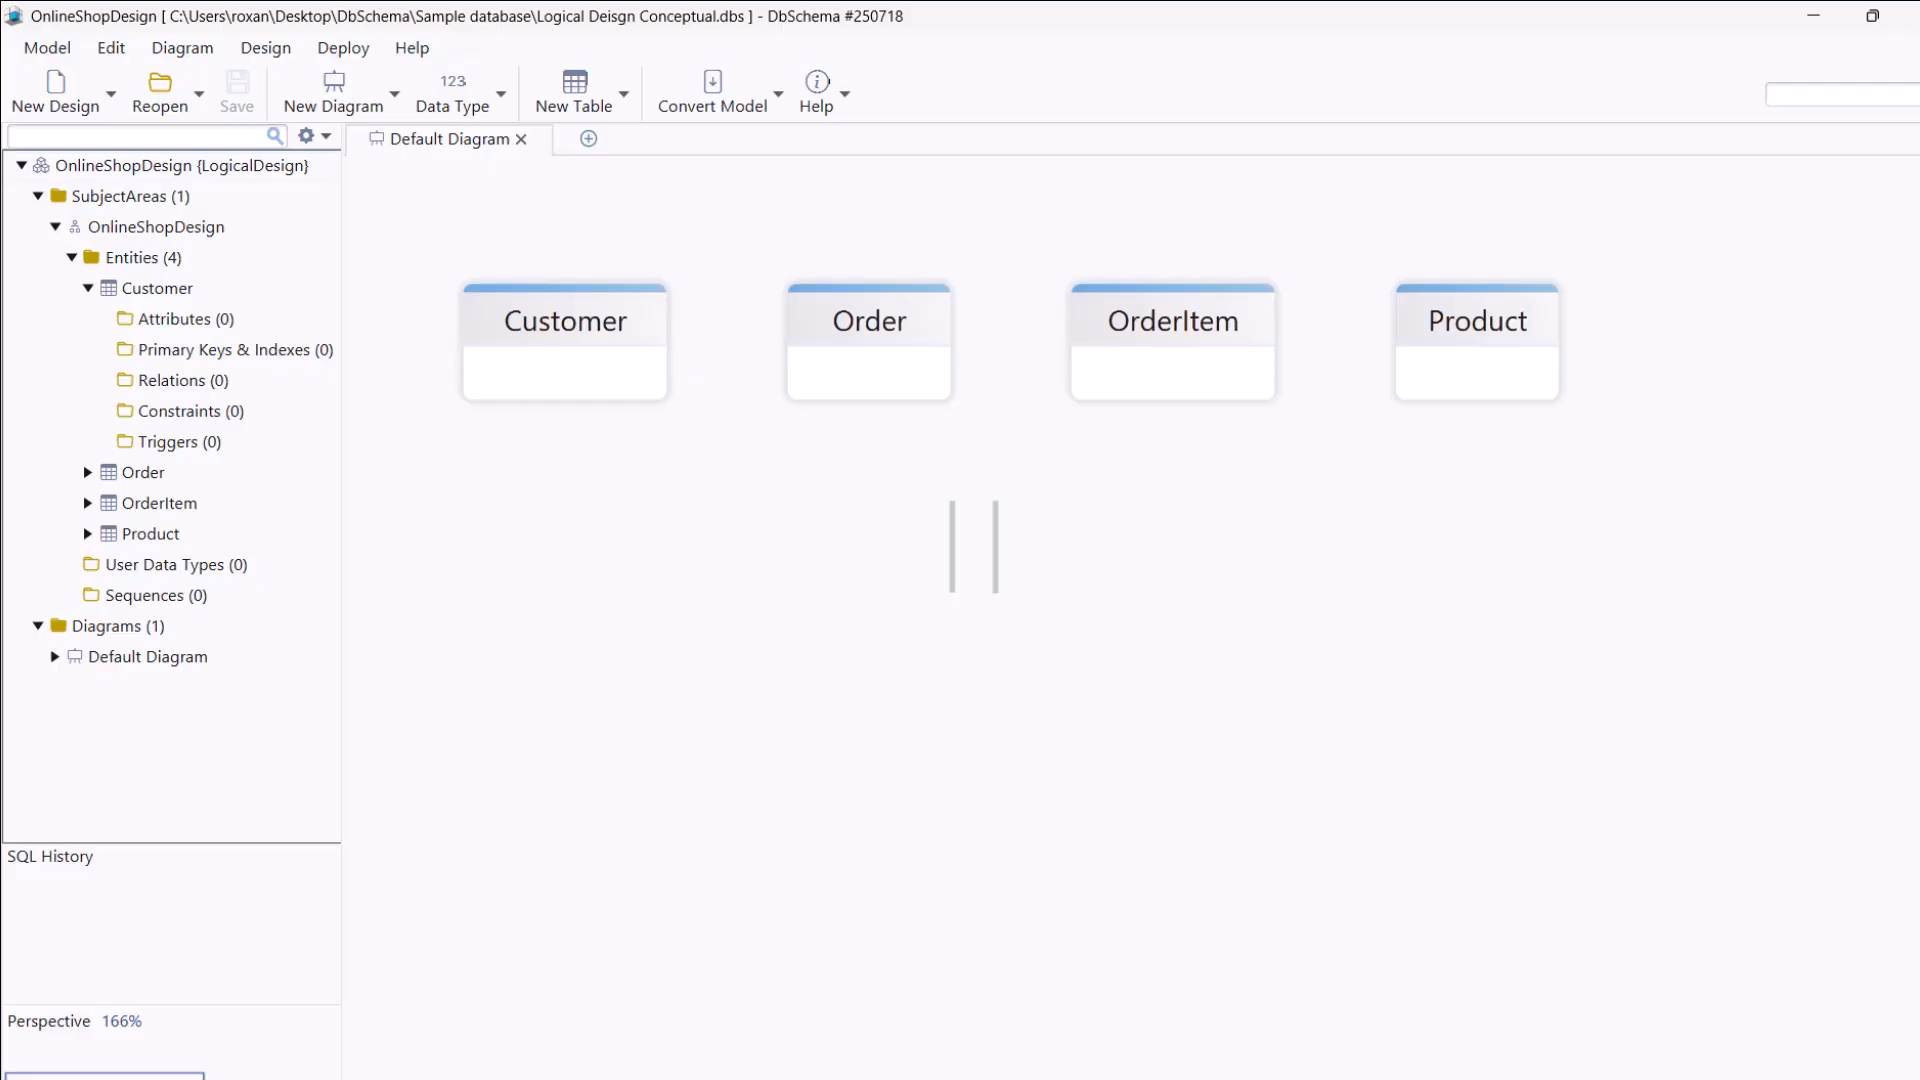 OnlineShopDesign [ C:\Users\roxan\Desktop\DbSchema\Sample database\Logical Deisgn Conceptual.dbs ] - DbSchema #250718
Model Edit Diagram Design Deploy Help
New Design Reopen Save New Diagram 123 Data Type New Table Convert Model Help
Default Diagram
OnlineShopDesign {LogicalDesign}
SubjectAreas (1)
OnlineShopDesign
Entities (4)
Customer
Attributes (0)
Primary Keys & Indexes (0)
Relations (0)
Constraints (0)
Triggers (0)
Order
OrderItem
Product
User Data Types (0)
Sequences (0)
Diagrams (1)
Default Diagram
SQL History
Perspective 166%
Customer Order OrderItem Product